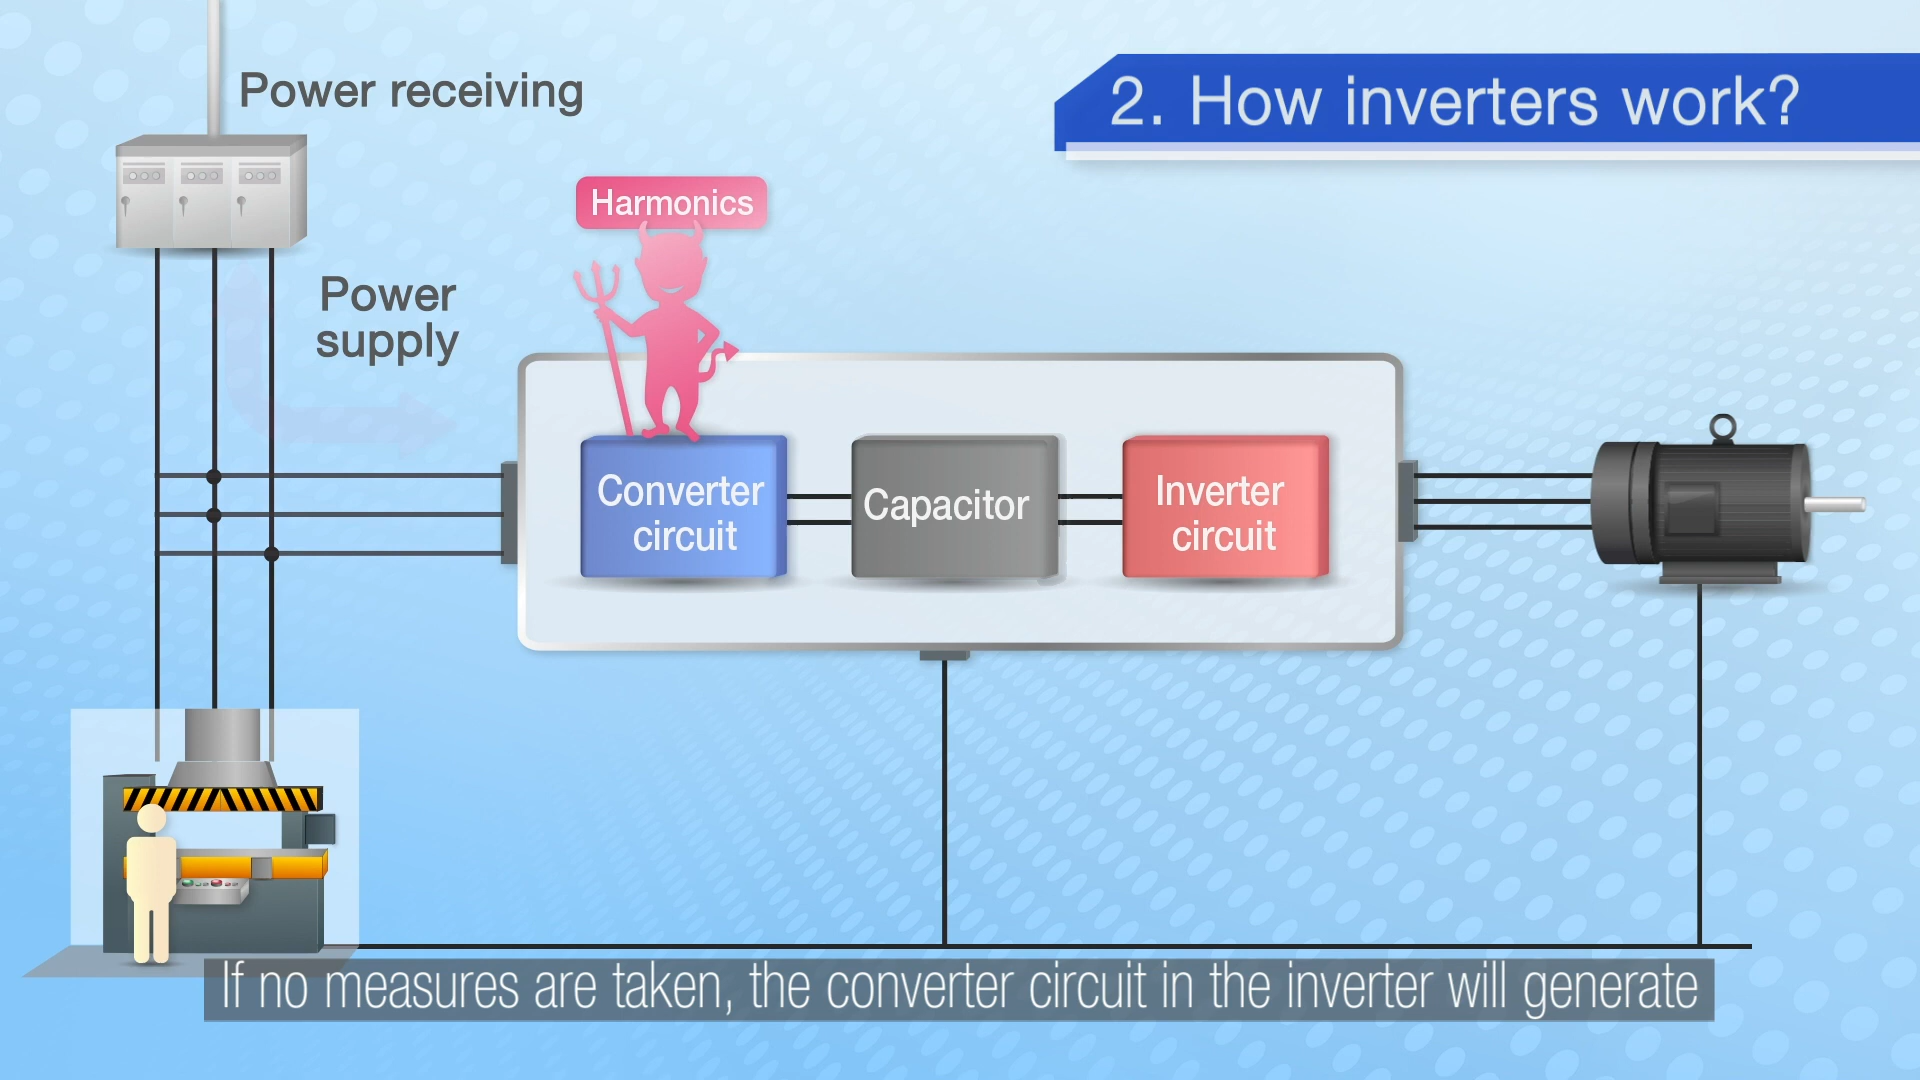 Power receiving
2. How inverters work?
Harmonics
Power
supply
Converter
circuit
Capacitor
Inverter
circuit
If no measures are taken, the converter circuit in the inverter will generate